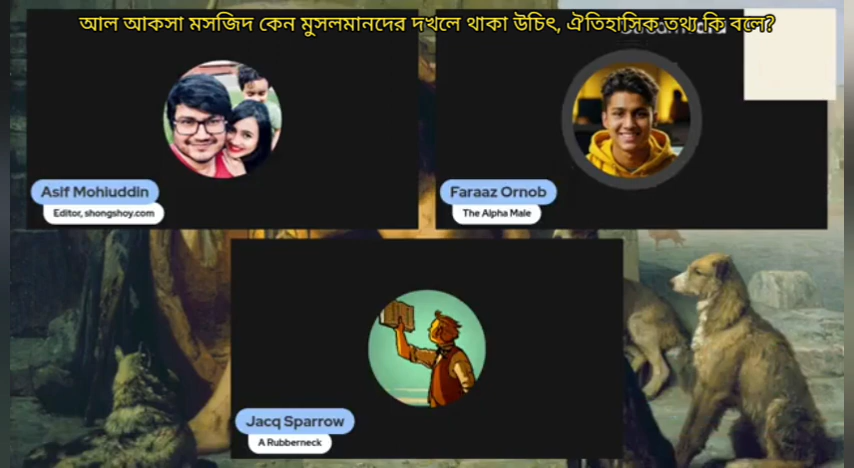 আল আকসা মসজিদ কেন মুসলমানদের দখলে থাকা উচিৎ, ঐতিহাসিক তথ্য কি বলে?
Asif Mohiuddin
Editor, shongshoy.com
Faraaz Ornob
The Alpha Male
Jacq Sparrow
A Rubberneck